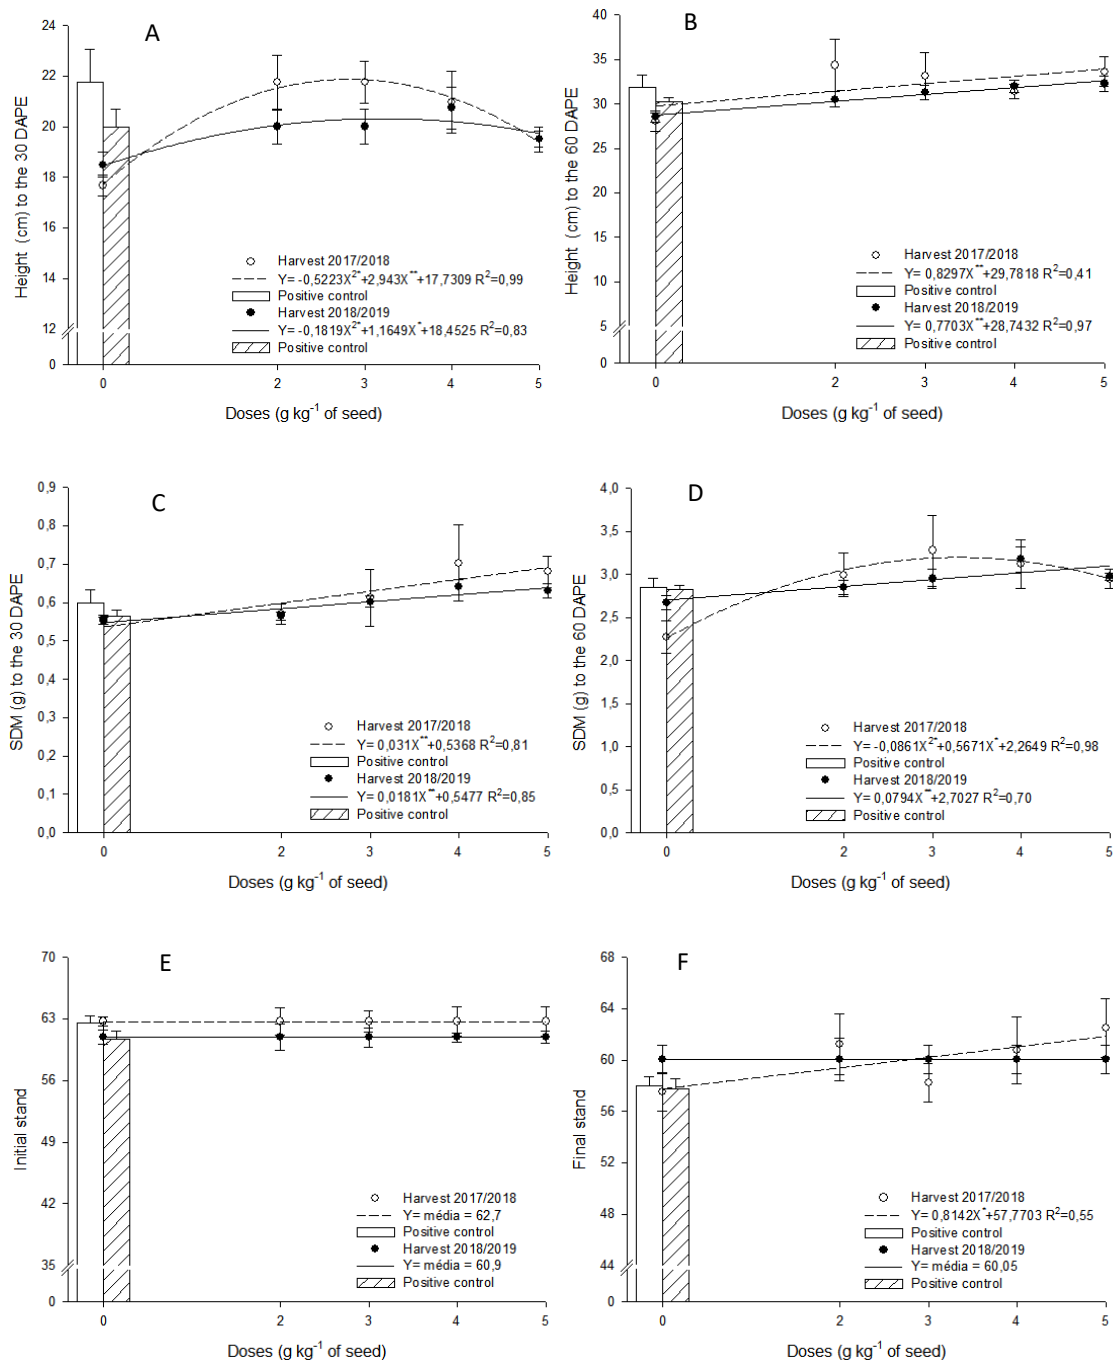 A
Height (cm) to the 30 DAPE
22
20
18
16
14
12
0
Harvest 2017/2018
Y= -0,5223X²*+2,943X**+17,7309 R²=0,99
Positive control
Harvest 2018/2019
Y= -0,1819X²*+1,1649X*+18,4525 R²=0,83
Positive control
0 2 3 4 5
Doses (g kg⁻¹ of seed)
B
Height (cm) to the 60 DAPE
40
35
30
25
20
15
10
5
0
Harvest 2017/2018
Y= 0,8297X**+29,7818 R²=0,41
Positive control
Harvest 2018/2019
Y= 0,7703X**+28,7432 R²=0,97
Positive control
0 2 3 4 5
Doses (g kg⁻¹ of seed)
C
SDM (g) to the 30 DAPE
0,9
0,8
0,7
0,6
0,5
0,4
0,3
0,2
0,1
0,0
Harvest 2017/2018
Y= 0,031X**+0,5368 R²=0,81
Positive control
Harvest 2018/2019
Y= 0,0181X**+0,5477 R²=0,85
Positive control
0 2 3 4 5
Doses (g kg⁻¹ of seed)
D
SDM (g) to the 60 DAPE
4,0
3,5
3,0
2,5
2,0
1,5
1,0
0,5
0,0
Harvest 2017/2018
Y= -0,0861X²*+0,5671X*+2,2649 R²=0,98
Positive control
Harvest 2018/2019
Y= 0,0794X**+2,7027 R²=0,70
Positive control
0 2 3 4 5
Doses (g kg⁻¹ of seed)
E
Initial stand
70
63
56
49
42
35
0
Harvest 2017/2018
Y= média = 62,7
Positive control
Harvest 2018/2019
Y= média = 60,9
Positive control
0 2 3 4 5
Doses (g kg⁻¹ of seed)
F
Final stand
68
64
60
56
52
48
44
0
Harvest 2017/2018
Y= 0,8142X*+57,7703 R²=0,55
Positive control
Harvest 2018/2019
Y= média = 60,05
Positive control
0 2 3 4 5
Doses (g kg⁻¹ of seed)